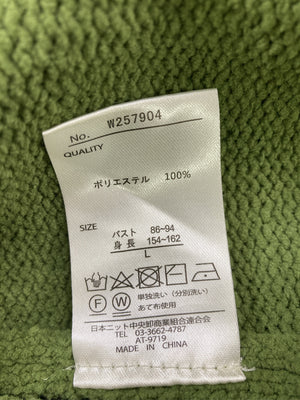 No. W257904
QUALITY
ポリエステル 100%
SIZE
バスト 86~94
身長 154~162
L
F W
単独洗い(分別洗い)
あて布使用
日本ニット中央卸商業組合連合会
03-3662-4787
AT-9719
MADE IN CHINA